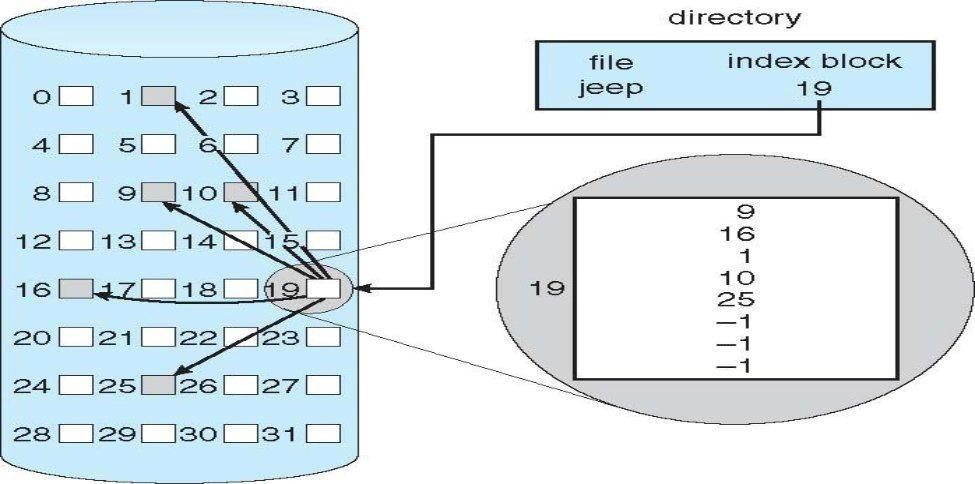 directory
file index block
jeep 19
0 1 2 3
4 5 6 7
8 9 10 11
12 13 14 15
16 17 18 19
20 21 22 23
24 25 26 27
28 29 30 31
19
9
16
1
10
25
–1
–1
–1